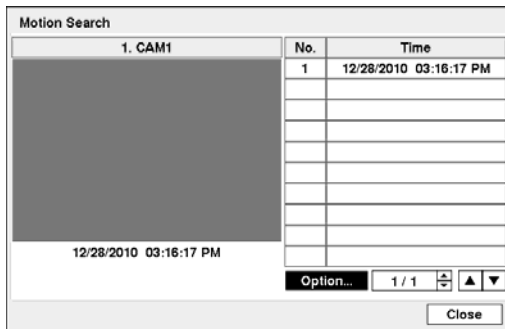 Motion Search
1. CAM1
No. Time
1 12/28/2010 03:16:17 PM
12/28/2010 03:16:17 PM
Option... 1 / 1
Close